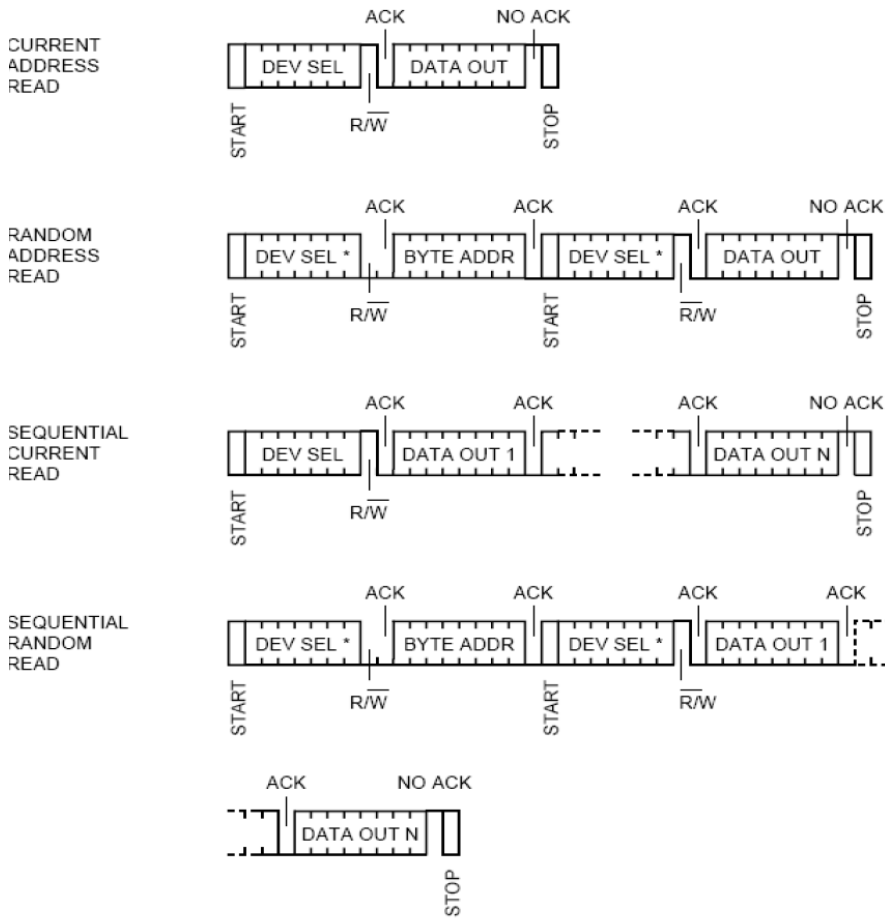 CURRENT
ADDRESS
READ
ACK
NO ACK
DEV SEL
DATA OUT
START
R/W
STOP
RANDOM
ADDRESS
READ
ACK
ACK
ACK
NO ACK
DEV SEL *
BYTE ADDR
DEV SEL *
DATA OUT
START
R/W
START
R/W
STOP
SEQUENTIAL
CURRENT
READ
ACK
ACK
ACK
NO ACK
DEV SEL
DATA OUT 1
DATA OUT N
START
R/W
STOP
SEQUENTIAL
RANDOM
READ
ACK
ACK
ACK
ACK
DEV SEL *
BYTE ADDR
DEV SEL *
DATA OUT 1
START
R/W
START
R/W
ACK
NO ACK
DATA OUT N
STOP